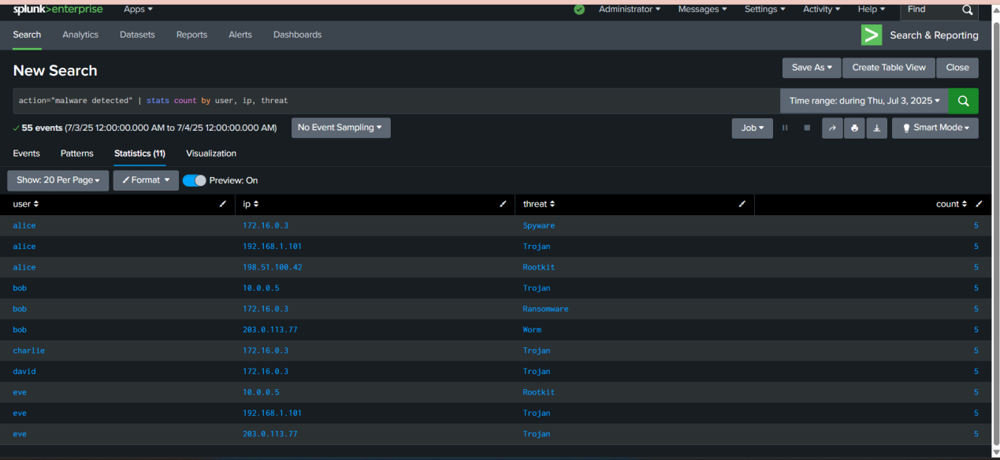 splunk>enterprise Apps Administrator Messages Settings Activity Help Find
Search Analytics Datasets Reports Alerts Dashboards Search & Reporting
New Search Save As Create Table View Close
action="malware detected" | stats count by user, ip, threat Time range: during Thu, Jul 3, 2025
55 events (7/3/25 12:00:00.000 AM to 7/4/25 12:00:00.000 AM) No Event Sampling Job Smart Mode
Events Patterns Statistics (11) Visualization
Show: 20 Per Page Format Preview: On
user ip threat count
alice 172.16.0.3 Spyware 5
alice 192.168.1.101 Trojan 5
alice 198.51.100.42 Rootkit 5
bob 10.0.0.5 Trojan 5
bob 172.16.0.3 Ransomware 5
bob 203.0.113.77 Worm 5
charlie 172.16.0.3 Trojan 5
david 172.16.0.3 Trojan 5
eve 10.0.0.5 Rootkit 5
eve 192.168.1.101 Trojan 5
eve 203.0.113.77 Trojan 5